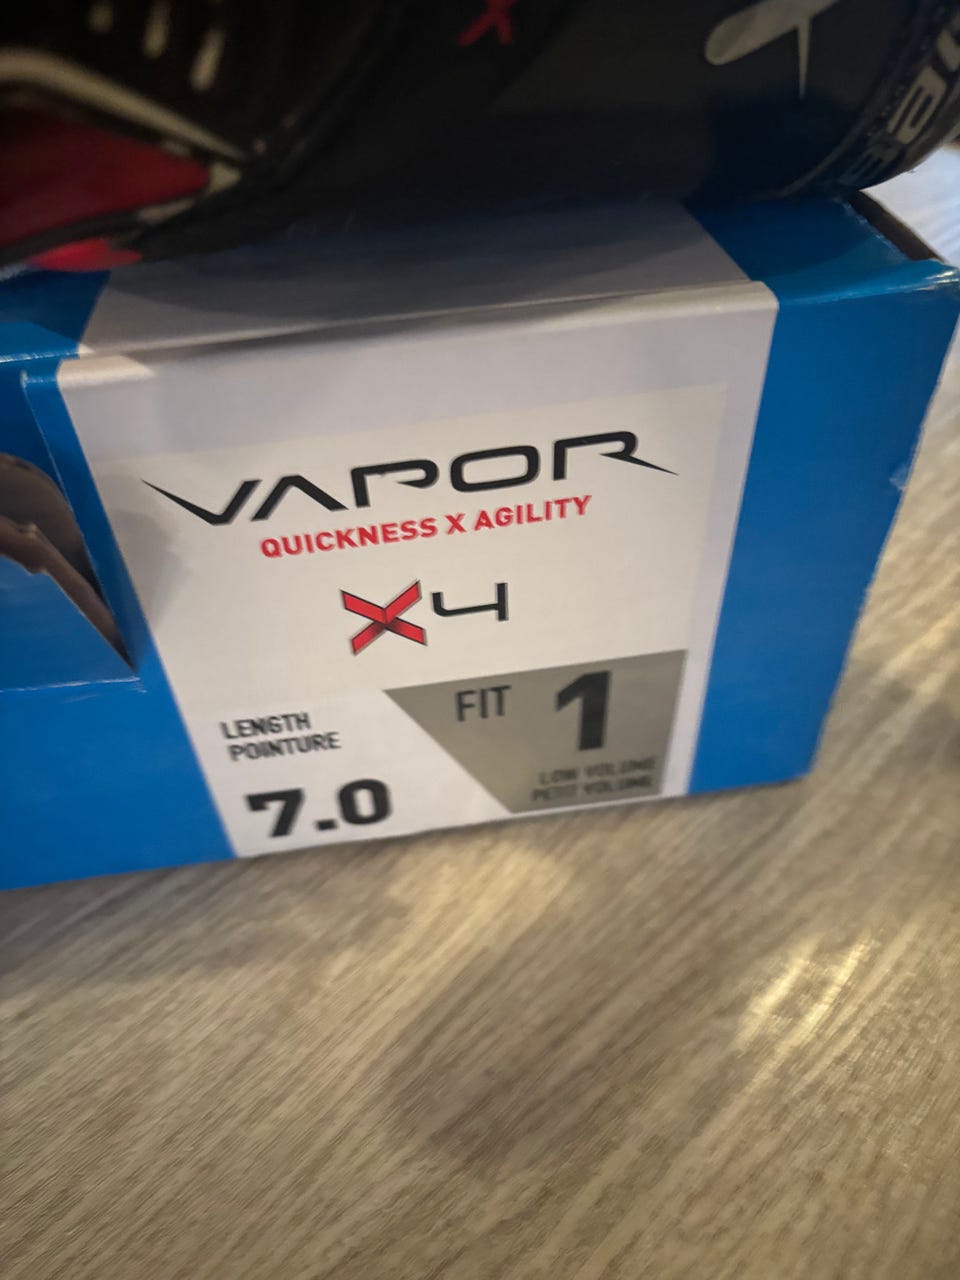 VAPOR
QUICKNESS X AGILITY
X4
FIT 1
LOW VOLUME
PETIT VOLUME
LENGTH
POINTURE
7.0